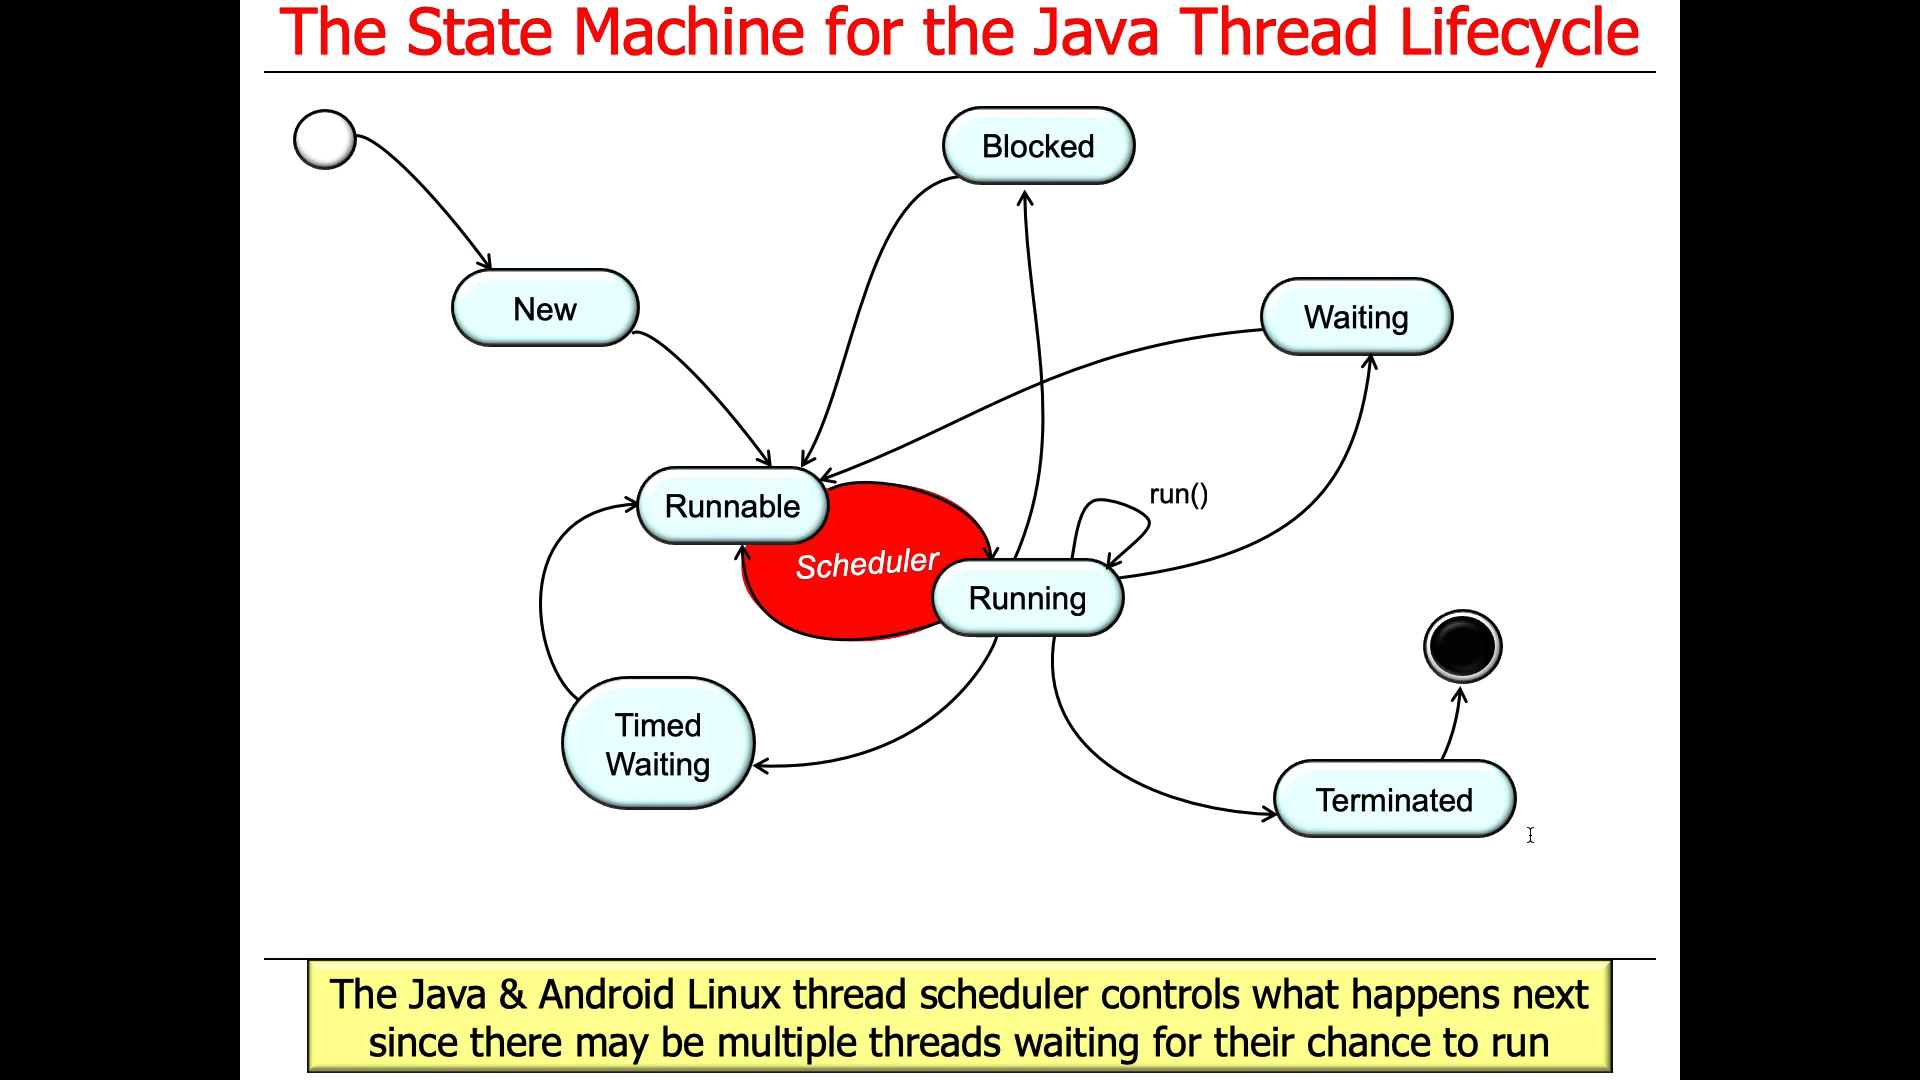 The State Machine for the Java Thread Lifecycle
Blocked
New
Waiting
Runnable
run()
Scheduler
Running
Timed
Waiting
Terminated
The Java & Android Linux thread scheduler controls what happens next
since there may be multiple threads waiting for their chance to run